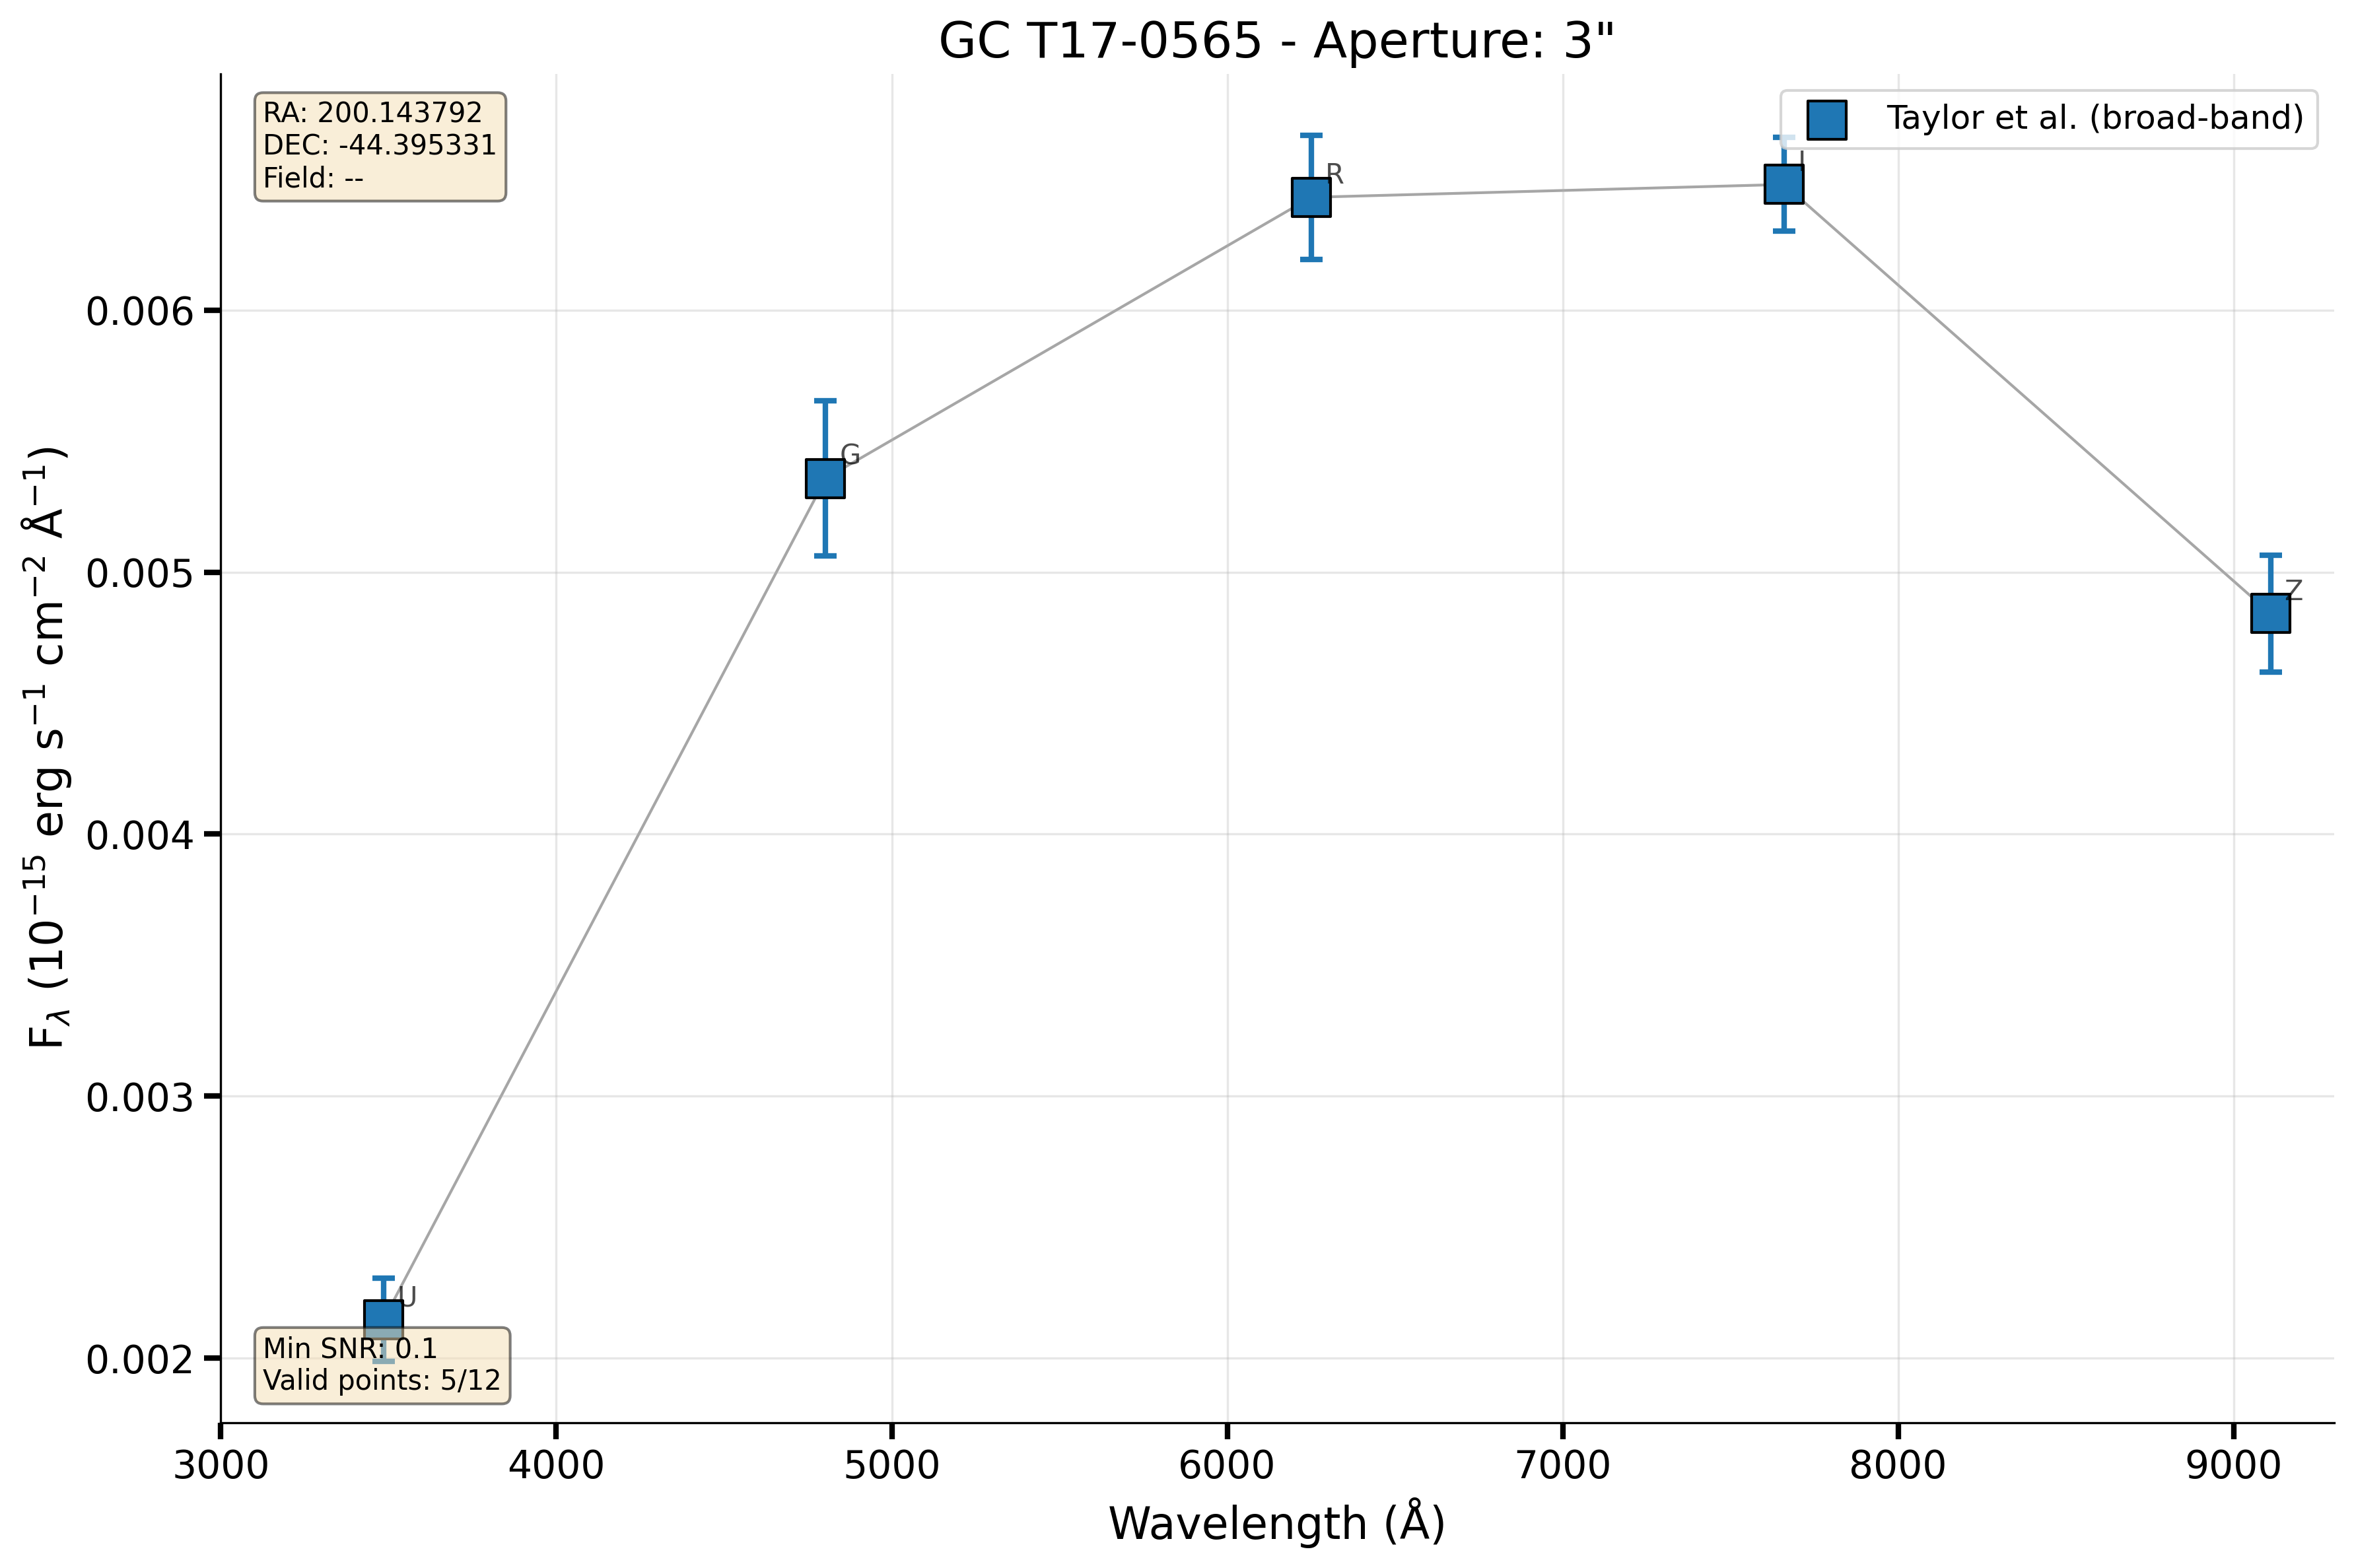 GC T17-0565 - Aperture: 3"
RA: 200.143792
DEC: -44.395331
Field: --
Taylor et al. (broad-band)
R
I
G
Z
U
Min SNR: 0.1
Valid points: 5/12
0.006
0.005
0.004
0.003
0.002
F_λ (10⁻¹⁵ erg s⁻¹ cm⁻² Å⁻¹)
3000 4000 5000 6000 7000 8000 9000
Wavelength (Å)